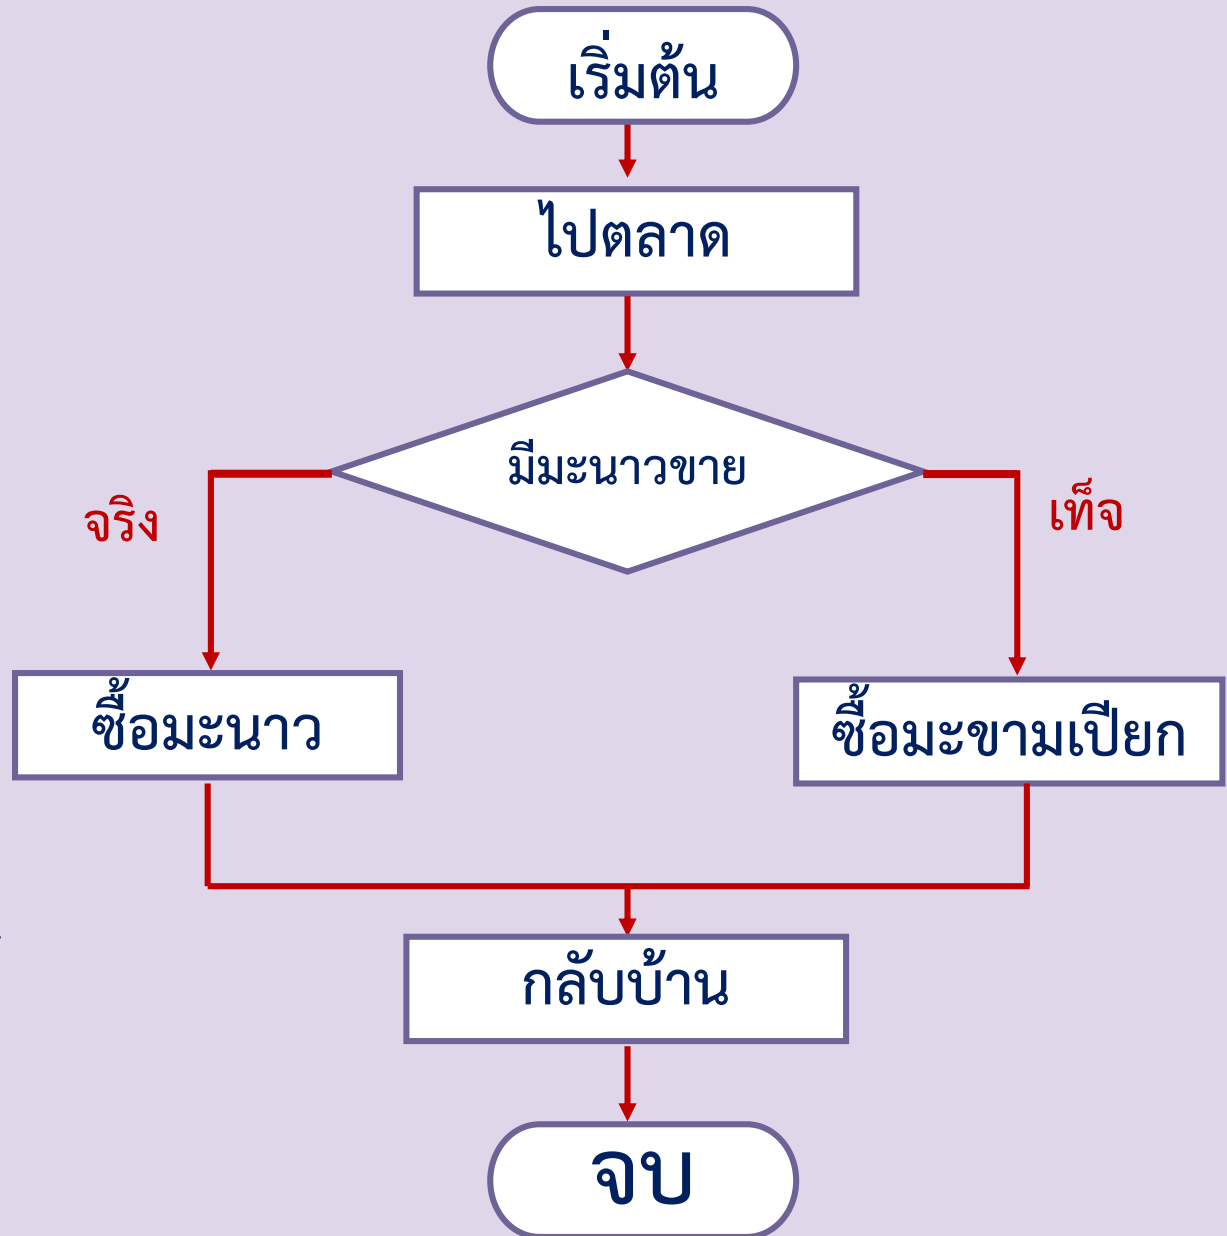 เริ่มต้น
ไปตลาด
มีมะนาวขาย
จริง
เท็จ
ซื้อมะนาว
ซื้อมะขามเปียก
กลับบ้าน
จบ